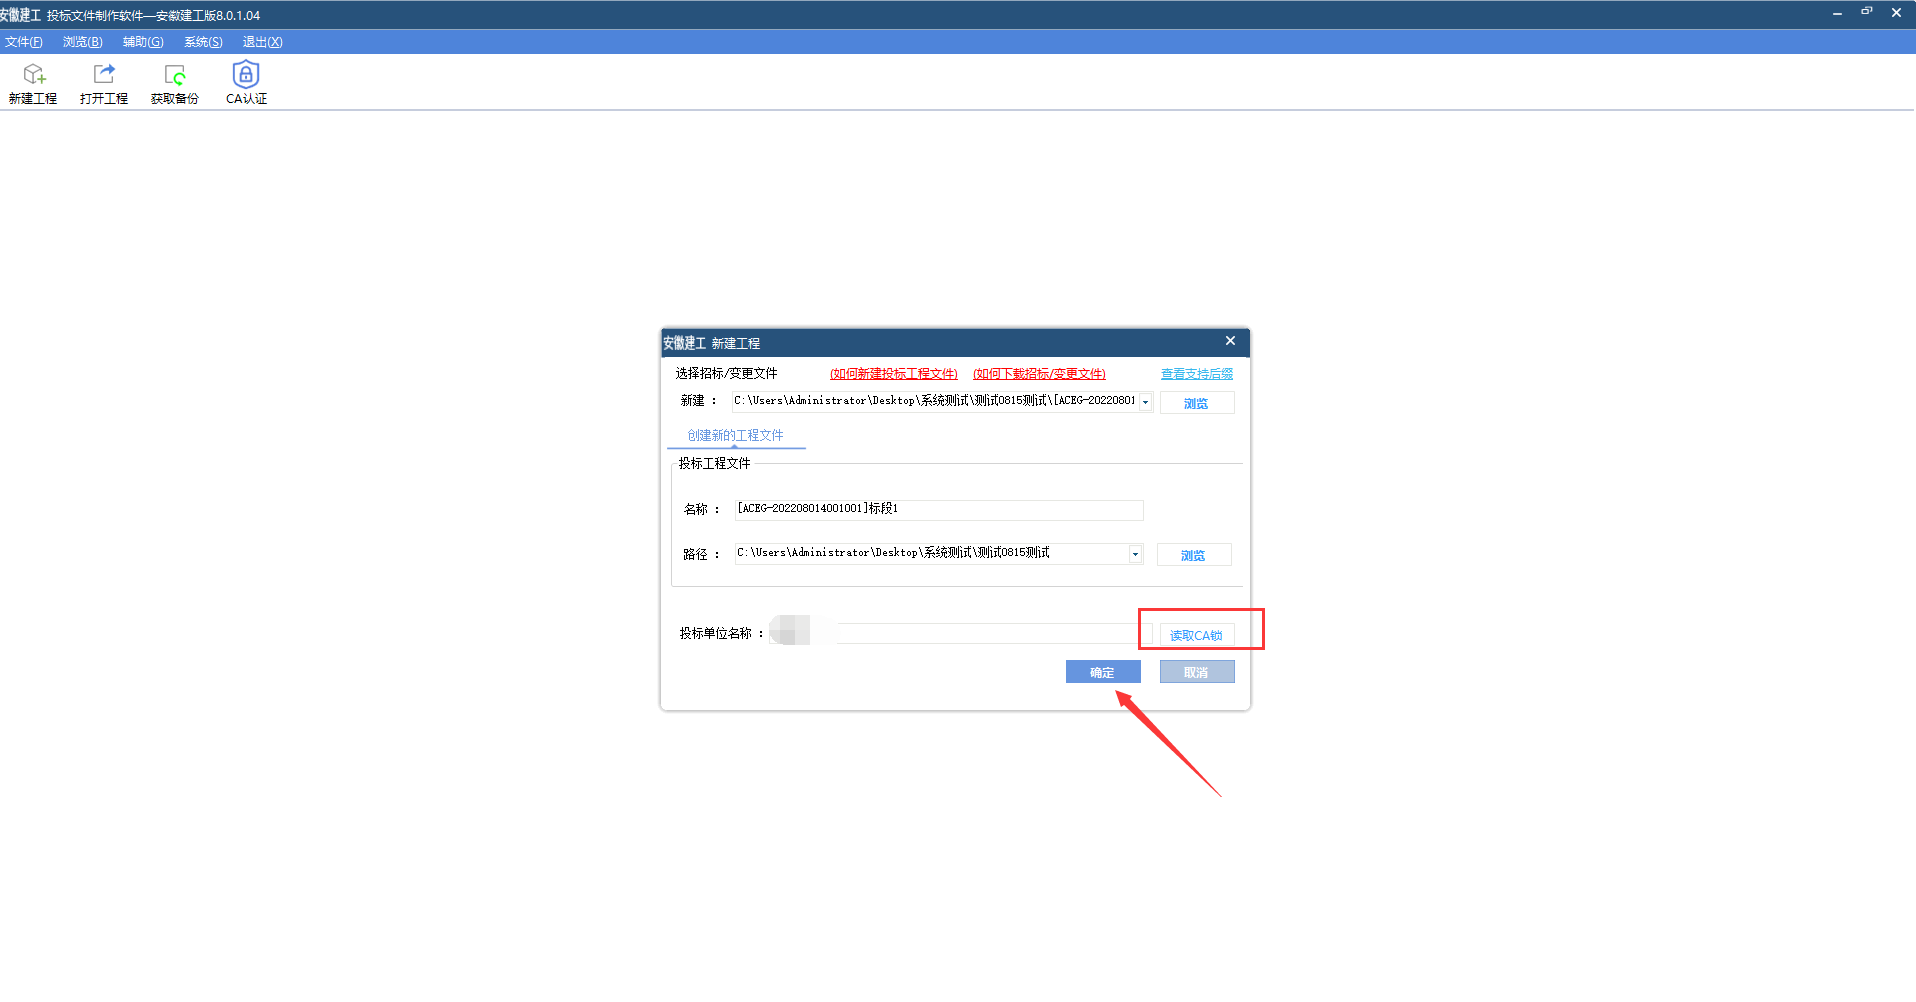 安徽建工 投标文件制作软件—安徽建工版8.0.1.04
文件(F) 浏览(B) 辅助(G) 系统(S) 退出(X)
新建工程 打开工程 获取备份 CA认证
安徽建工 新建工程
选择招标/变更文件 (如何新建投标工程文件) (如何下载招标/变更文件) 查看支持后缀
新建 : C:\Users\Administrator\Desktop\系统测试\测试0815测试\[ACEG-20220801 浏览
创建新的工程文件
投标工程文件
名称 : [ACEG-202208014001001]标段1
路径 : C:\Users\Administrator\Desktop\系统测试\测试0815测试 浏览
投标单位名称 : 读取CA锁
确定 取消